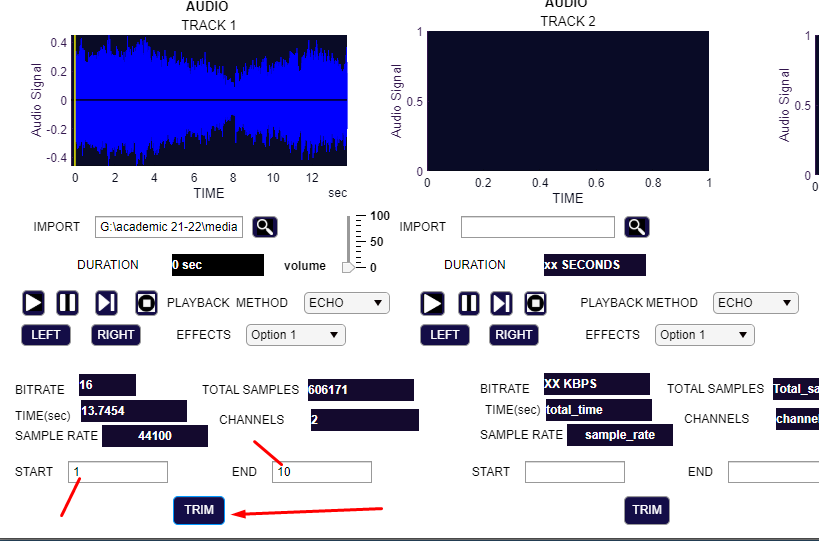 AUDIO
TRACK 1
0.4
0.2
0
-0.2
-0.4
Audio Signal
0 2 4 6 8 10 12
TIME
sec
IMPORT G:\academic 21-22\media
100
50
0
DURATION 0 sec volume
PLAYBACK METHOD ECHO
LEFT RIGHT EFFECTS Option 1
BITRATE 16 TOTAL SAMPLES 606171
TIME(sec) 13.7454 CHANNELS 2
SAMPLE RATE 44100
START 1 END 10
TRIM
AUDIO
TRACK 2
1
0.5
0
Audio Signal
0 0.2 0.4 0.6 0.8 1
TIME
IMPORT
DURATION xx SECONDS
PLAYBACK METHOD ECHO
LEFT RIGHT EFFECTS Option 1
BITRATE XX KBPS TOTAL SAMPLES Total_sa
TIME(sec) total_time CHANNELS channel
SAMPLE RATE sample_rate
START END
TRIM
1
0.5
0
Audio Signal
0